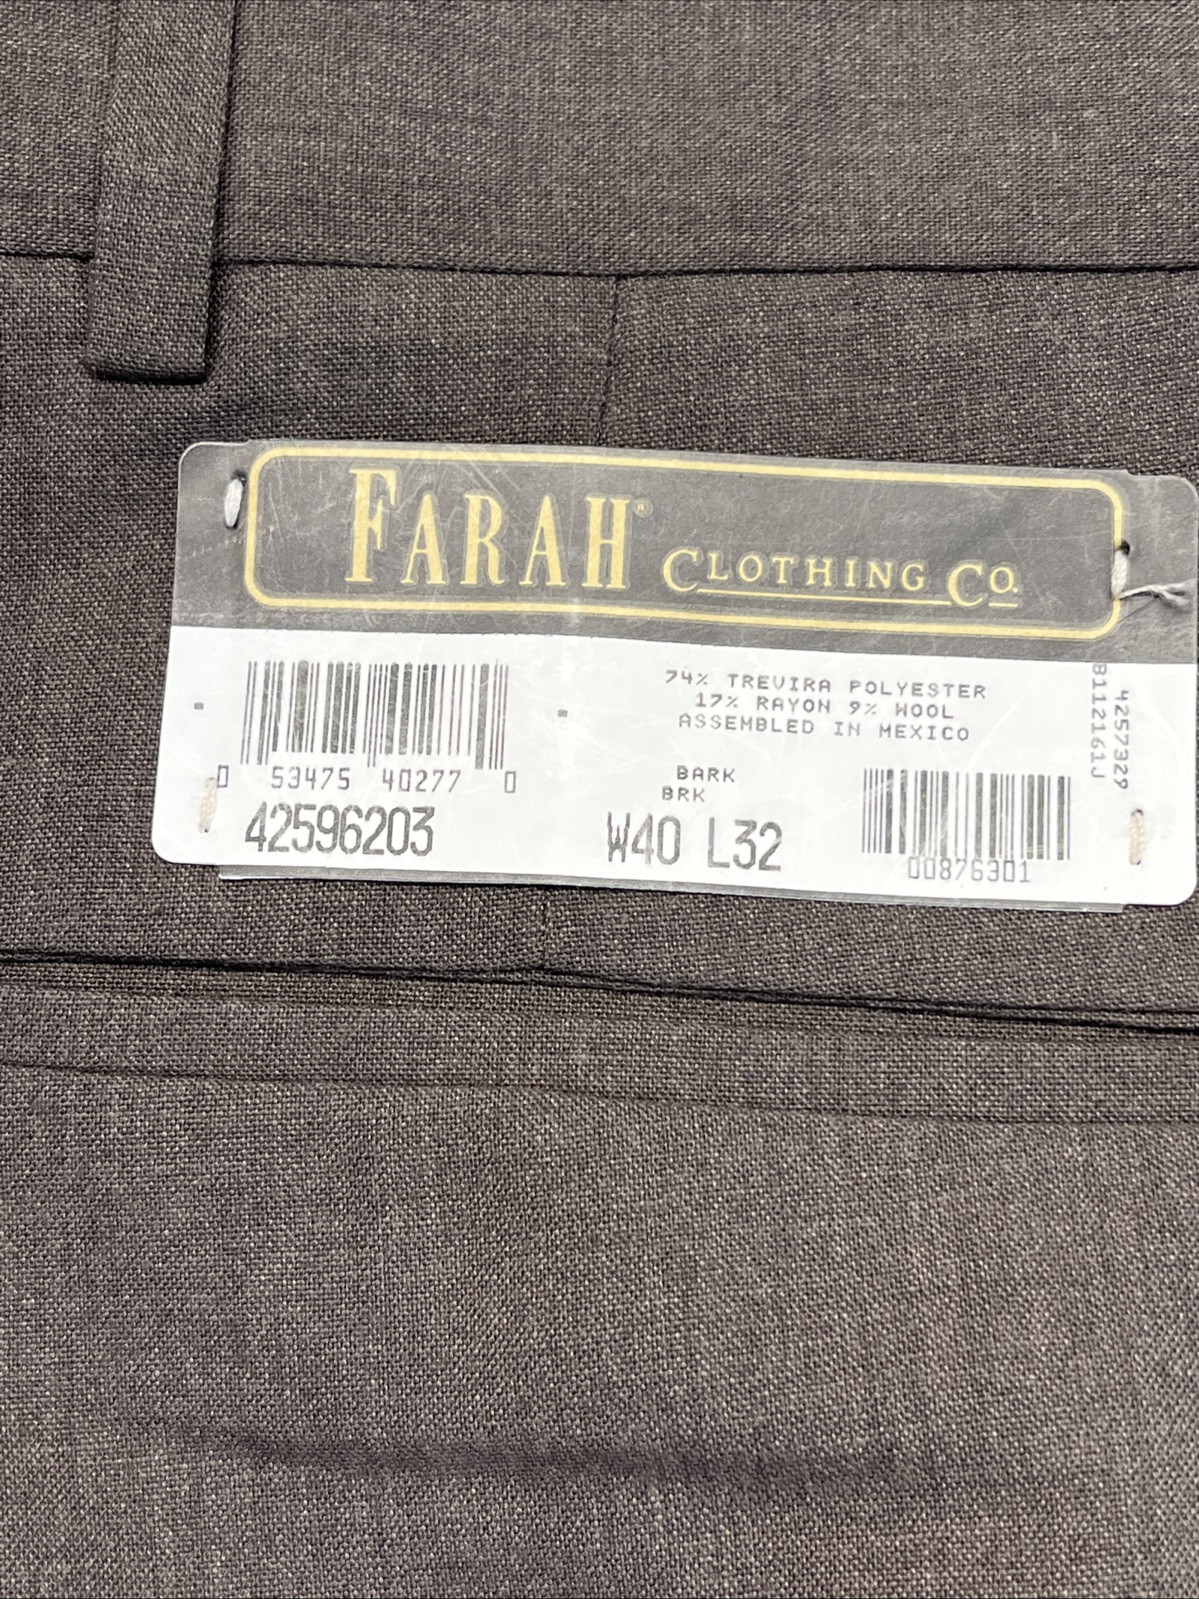 FARAH® CLOTHING CO.
74% TREVIRA POLYESTER
17% RAYON 9% WOOL
ASSEMBLED IN MEXICO
0 53475 40277 0
BARK
BRK
42596203
W40 L32
00876301
4257329
B112161J